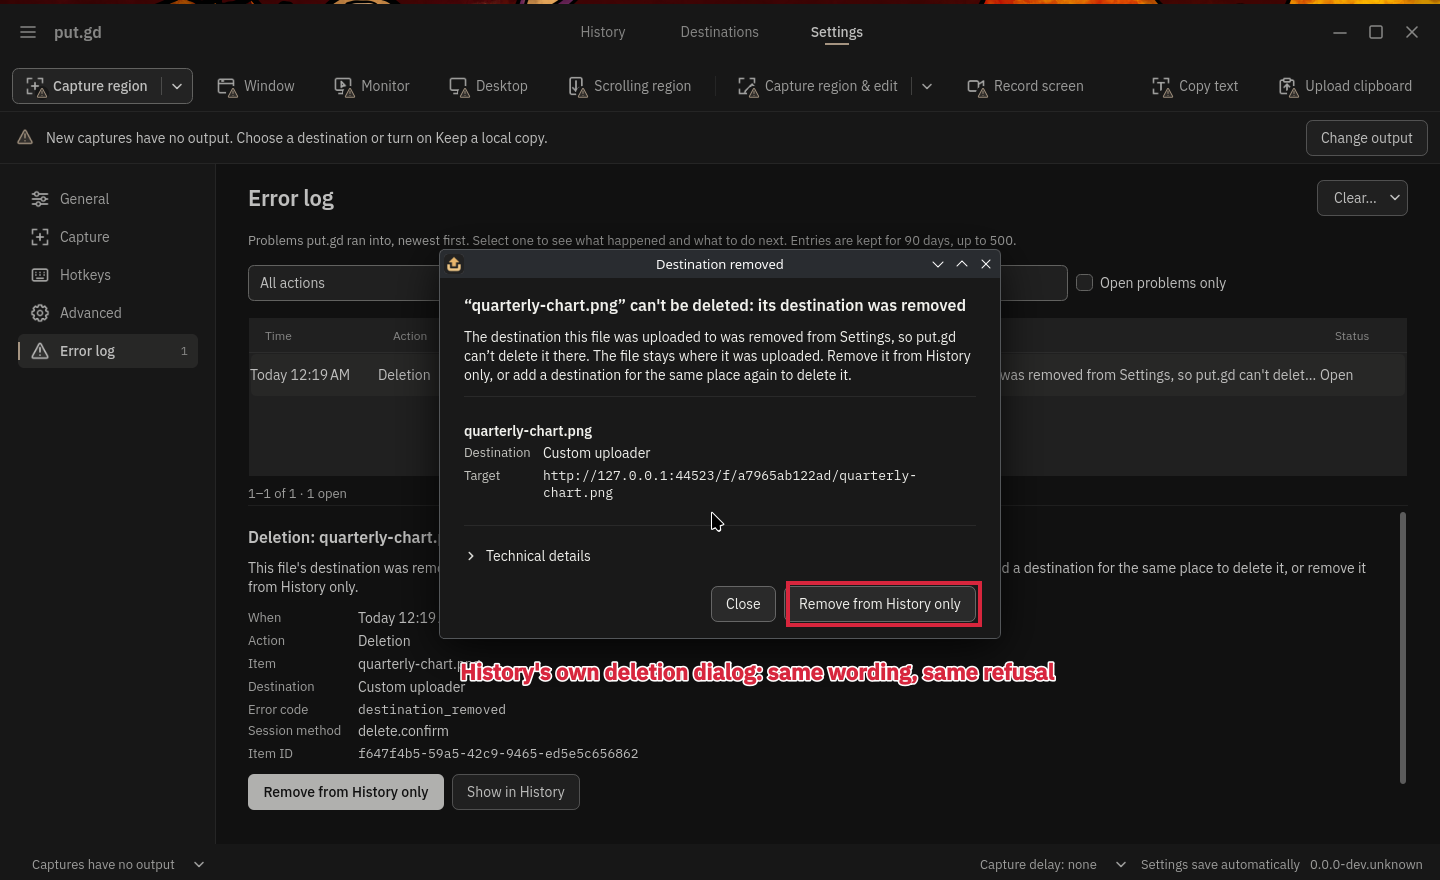 put.gd
History
Destinations
Settings
Capture region
Window
Monitor
Desktop
Scrolling region
Capture region & edit
Record screen
Copy text
Upload clipboard
New captures have no output. Choose a destination or turn on Keep a local copy.
Change output
General
Capture
Hotkeys
Advanced
Error log
1
Error log
Clear...
Problems put.gd ran into, newest first. Select one to see what happened and what to do next. Entries are kept for 90 days, up to 500.
All actions
Open problems only
Time
Action
Status
Today 12:19 AM
Deletion
was removed from Settings, so put.gd can't delet...
Open
1–1 of 1 · 1 open
Destination removed
“quarterly-chart.png” can't be deleted: its destination was removed
The destination this file was uploaded to was removed from Settings, so put.gd
can’t delete it there. The file stays where it was uploaded. Remove it from History
only, or add a destination for the same place again to delete it.
quarterly-chart.png
Destination
Custom uploader
Target
http://127.0.0.1:44523/f/a7965ab122ad/quarterly-
chart.png
Technical details
Close
Remove from History only
History's own deletion dialog: same wording, same refusal
Deletion: quarterly-chart.
This file's destination was
d a destination for the same place to delete it, or remove it
from History only.
When
Today 12:19
Action
Deletion
Item
quarterly-chart.
Destination
Custom uploader
Error code
destination_removed
Session method
delete.confirm
Item ID
f647f4b5-59a5-42c9-9465-ed5e5c656862
Remove from History only
Show in History
Captures have no output
Capture delay: none
Settings save automatically
0.0.0-dev.unknown